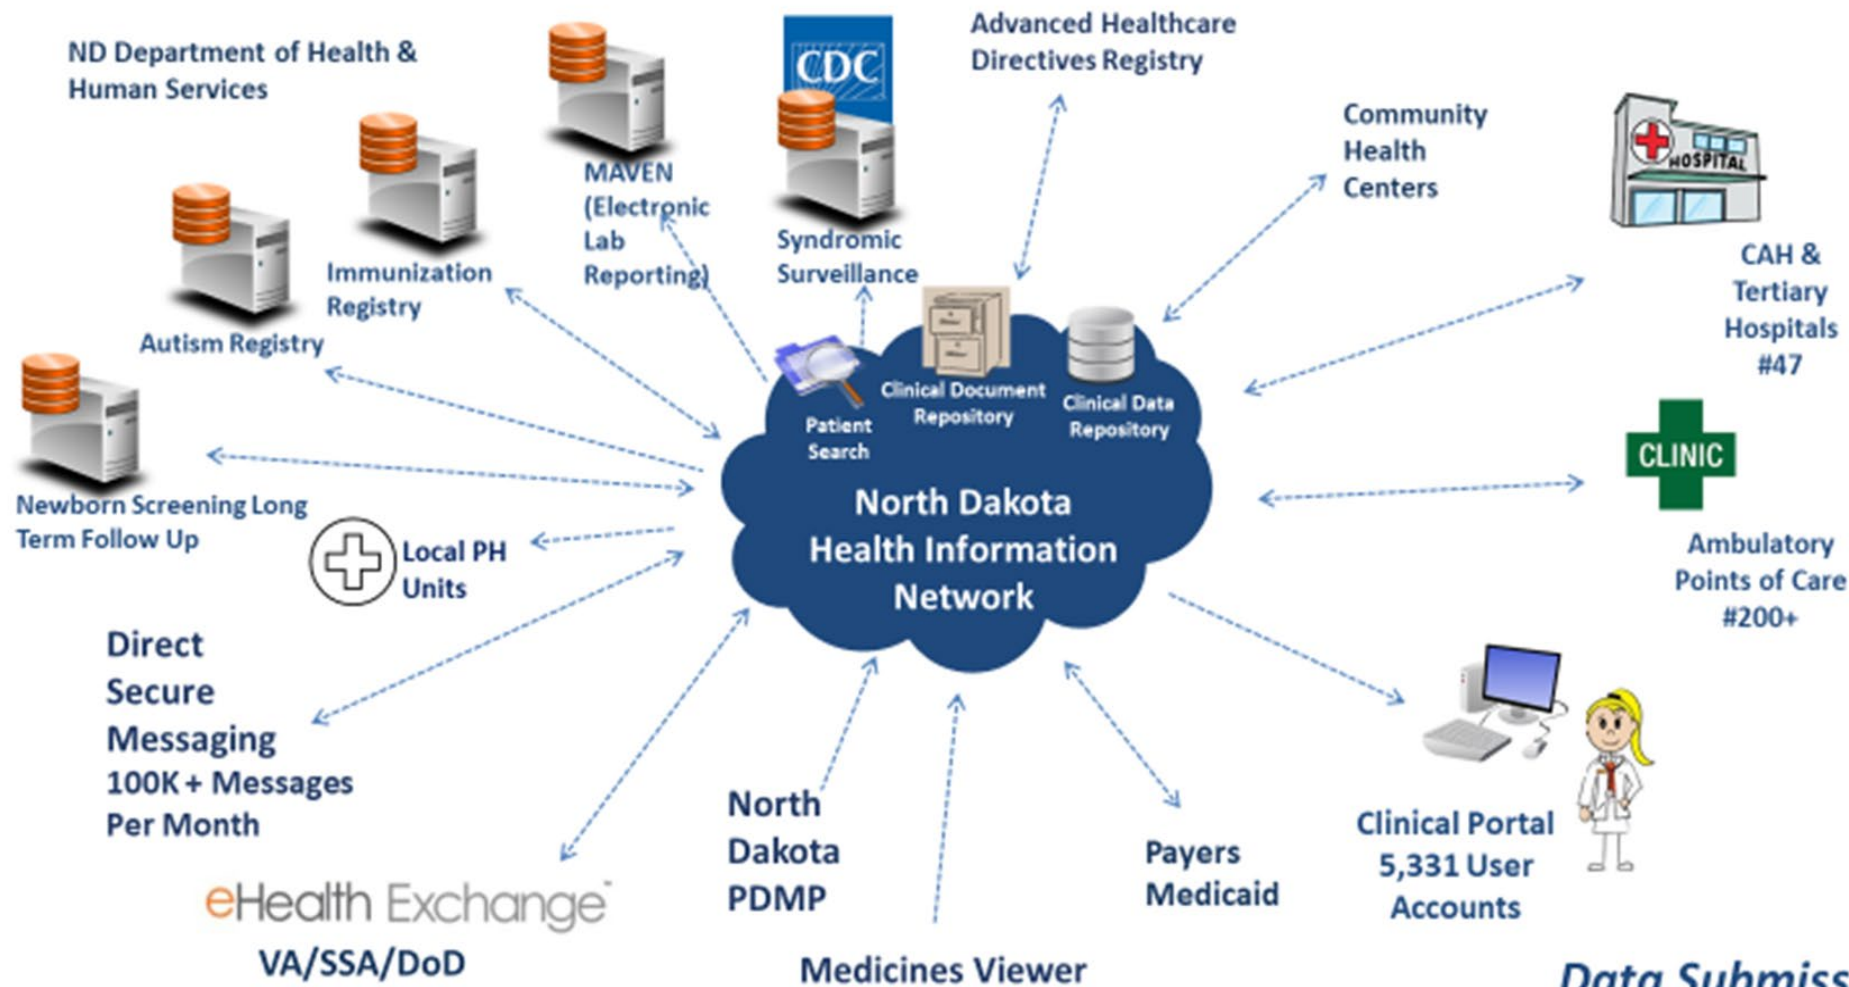 ND Department of Health &
Human Services
CDC
Advanced Healthcare
Directives Registry
Community
Health
Centers
HOSPITAL
CAH &
Tertiary
Hospitals
#47
MAVEN
(Electronic
Lab
Reporting)
Syndromic
Surveillance
Immunization
Registry
Autism Registry
Newborn Screening Long
Term Follow Up
Local PH
Units
Patient
Search
Clinical Document
Repository
Clinical Data
Repository
North Dakota
Health Information
Network
CLINIC
Ambulatory
Points of Care
#200+
Direct
Secure
Messaging
100K + Messages
Per Month
eHealth Exchange™
VA/SSA/DoD
North
Dakota
PDMP
Medicines Viewer
Payers
Medicaid
Clinical Portal
5,331 User
Accounts
Data Submiss